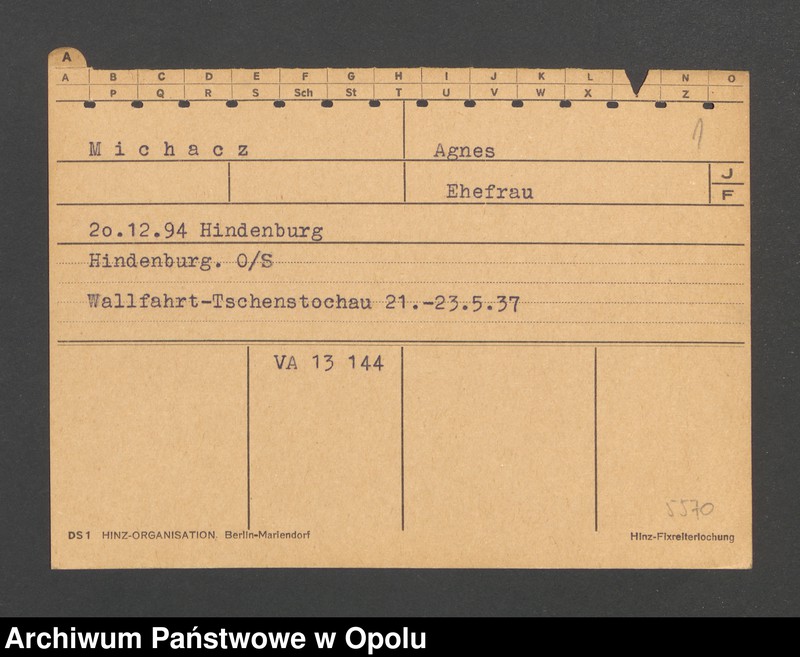 A
A B C D E F G H I J K L N O
P Q R S Sch St T U V W X Z
Michacz Agnes 1
Ehefrau J
F
2o.12.94 Hindenburg
Hindenburg. O/S
Wallfahrt-Tschenstochau 21.-23.5.37
VA 13 144
5570
DS1 HINZ-ORGANISATION. Berlin-Mariendorf Hinz-Fixreiterlochung
Archiwum Państwowe w Opolu